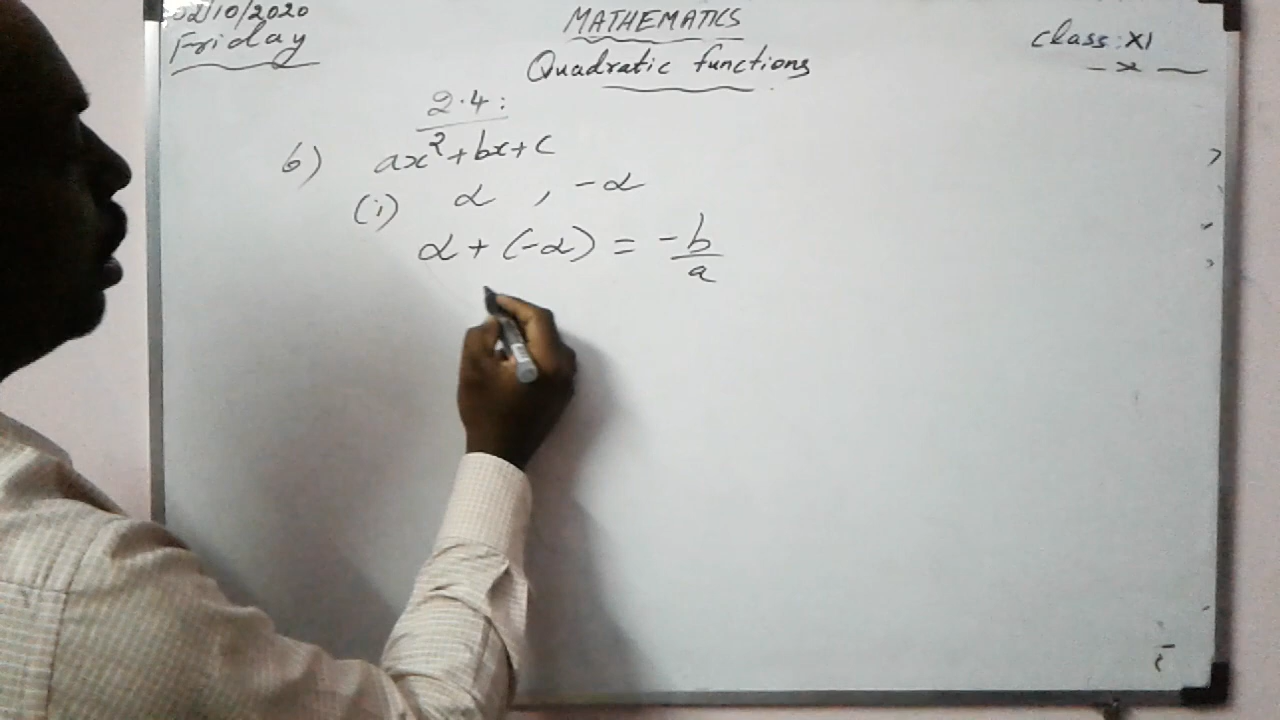 02/10/2020
Friday
MATHEMATICS
Quadratic functions
Class: XI
- x -
2.4:
6) ax²+bx+c
(i) α , -α
α + (-α) = -b/a